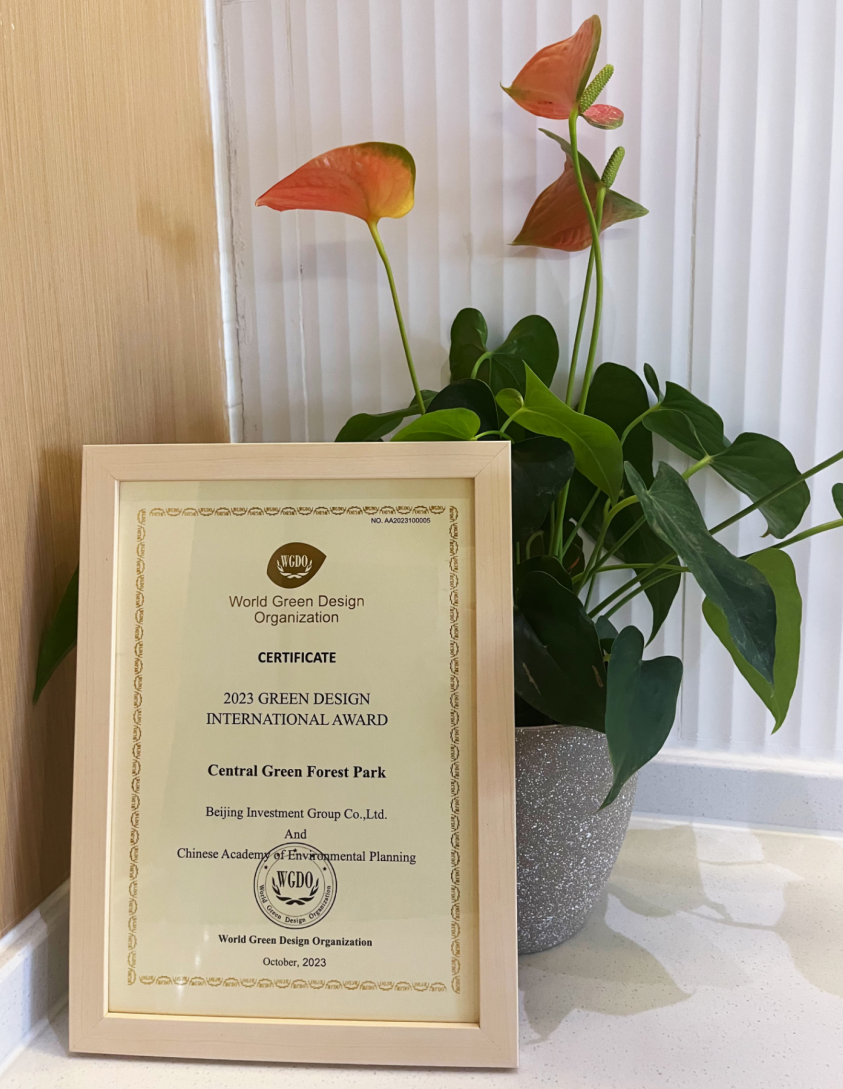 NO. AA2023100005
WGDO
World Green Design
Organization
CERTIFICATE
2023 GREEN DESIGN
INTERNATIONAL AWARD
Central Green Forest Park
Beijing Investment Group Co.,Ltd.
And
Chinese Academy of Environmental Planning
WGDO
World Green Design Organization
World Green Design Organization
October, 2023